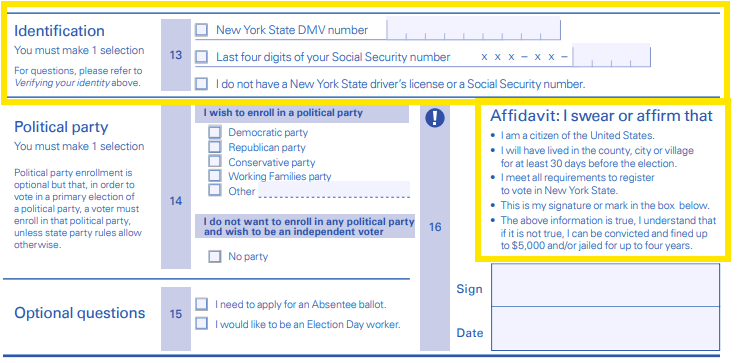 Identification
You must make 1 selection
For questions, please refer to
Verifying your identity above.
13
New York State DMV number
Last four digits of your Social Security number x x x – x x –
I do not have a New York State driver's license or a Social Security number.
Political party
You must make 1 selection
Political party enrollment is
optional but that, in order to
vote in a primary election of
a political party, a voter must
enroll in that political party,
unless state party rules allow
otherwise.
14
I wish to enroll in a political party
Democratic party
Republican party
Conservative party
Working Families party
Other
I do not want to enroll in any political party
and wish to be an independent voter
No party
Optional questions
15
I need to apply for an Absentee ballot.
I would like to be an Election Day worker.
!
16
Affidavit: I swear or affirm that
• I am a citizen of the United States.
• I will have lived in the county, city or village
for at least 30 days before the election.
• I meet all requirements to register
to vote in New York State.
• This is my signature or mark in the box below.
• The above information is true, I understand that
if it is not true, I can be convicted and fined up
to $5,000 and/or jailed for up to four years.
Sign
Date